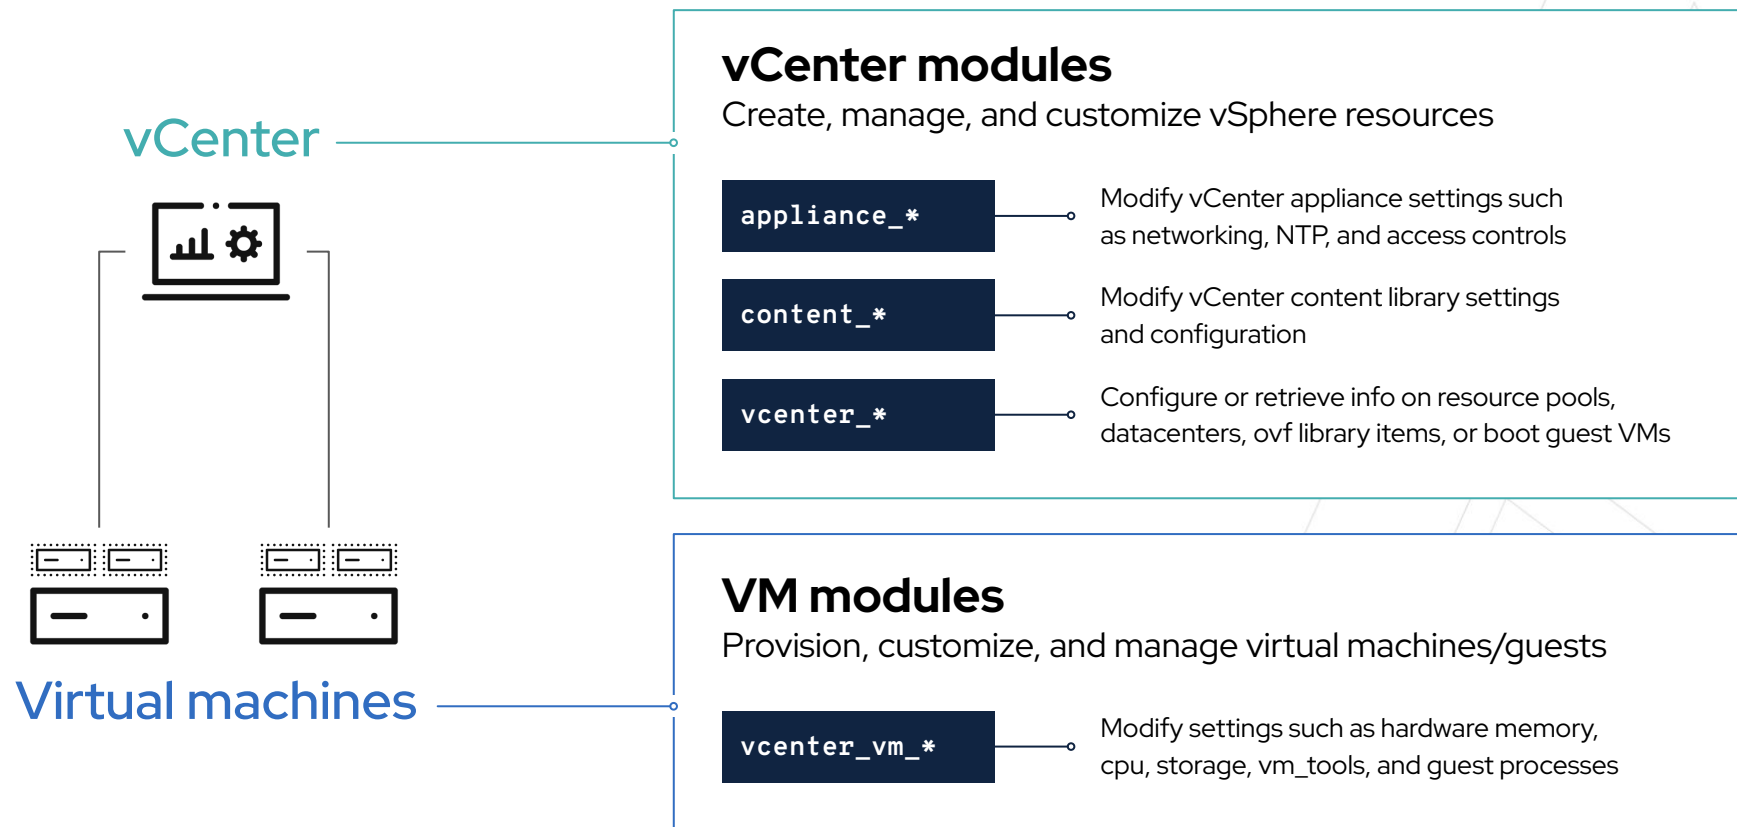 vCenter
Virtual machines
vCenter modules
Create, manage, and customize vSphere resources
appliance_*
Modify vCenter appliance settings such
as networking, NTP, and access controls
content_*
Modify vCenter content library settings
and configuration
vcenter_*
Configure or retrieve info on resource pools,
datacenters, ovf library items, or boot guest VMs
VM modules
Provision, customize, and manage virtual machines/guests
vcenter_vm_*
Modify settings such as hardware memory,
cpu, storage, vm_tools, and guest processes